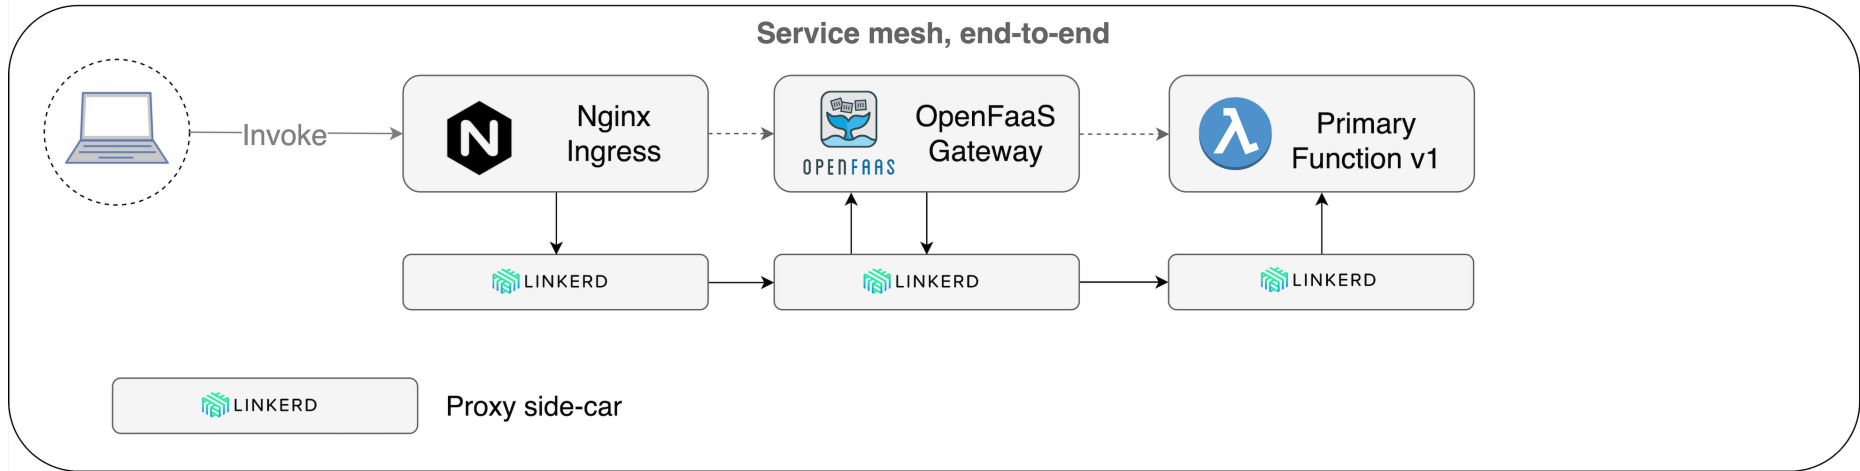 Service mesh, end-to-end
Invoke
Nginx
Ingress
OPENFAAS
OpenFaaS
Gateway
Primary
Function v1
LINKERD
LINKERD
LINKERD
LINKERD
Proxy side-car